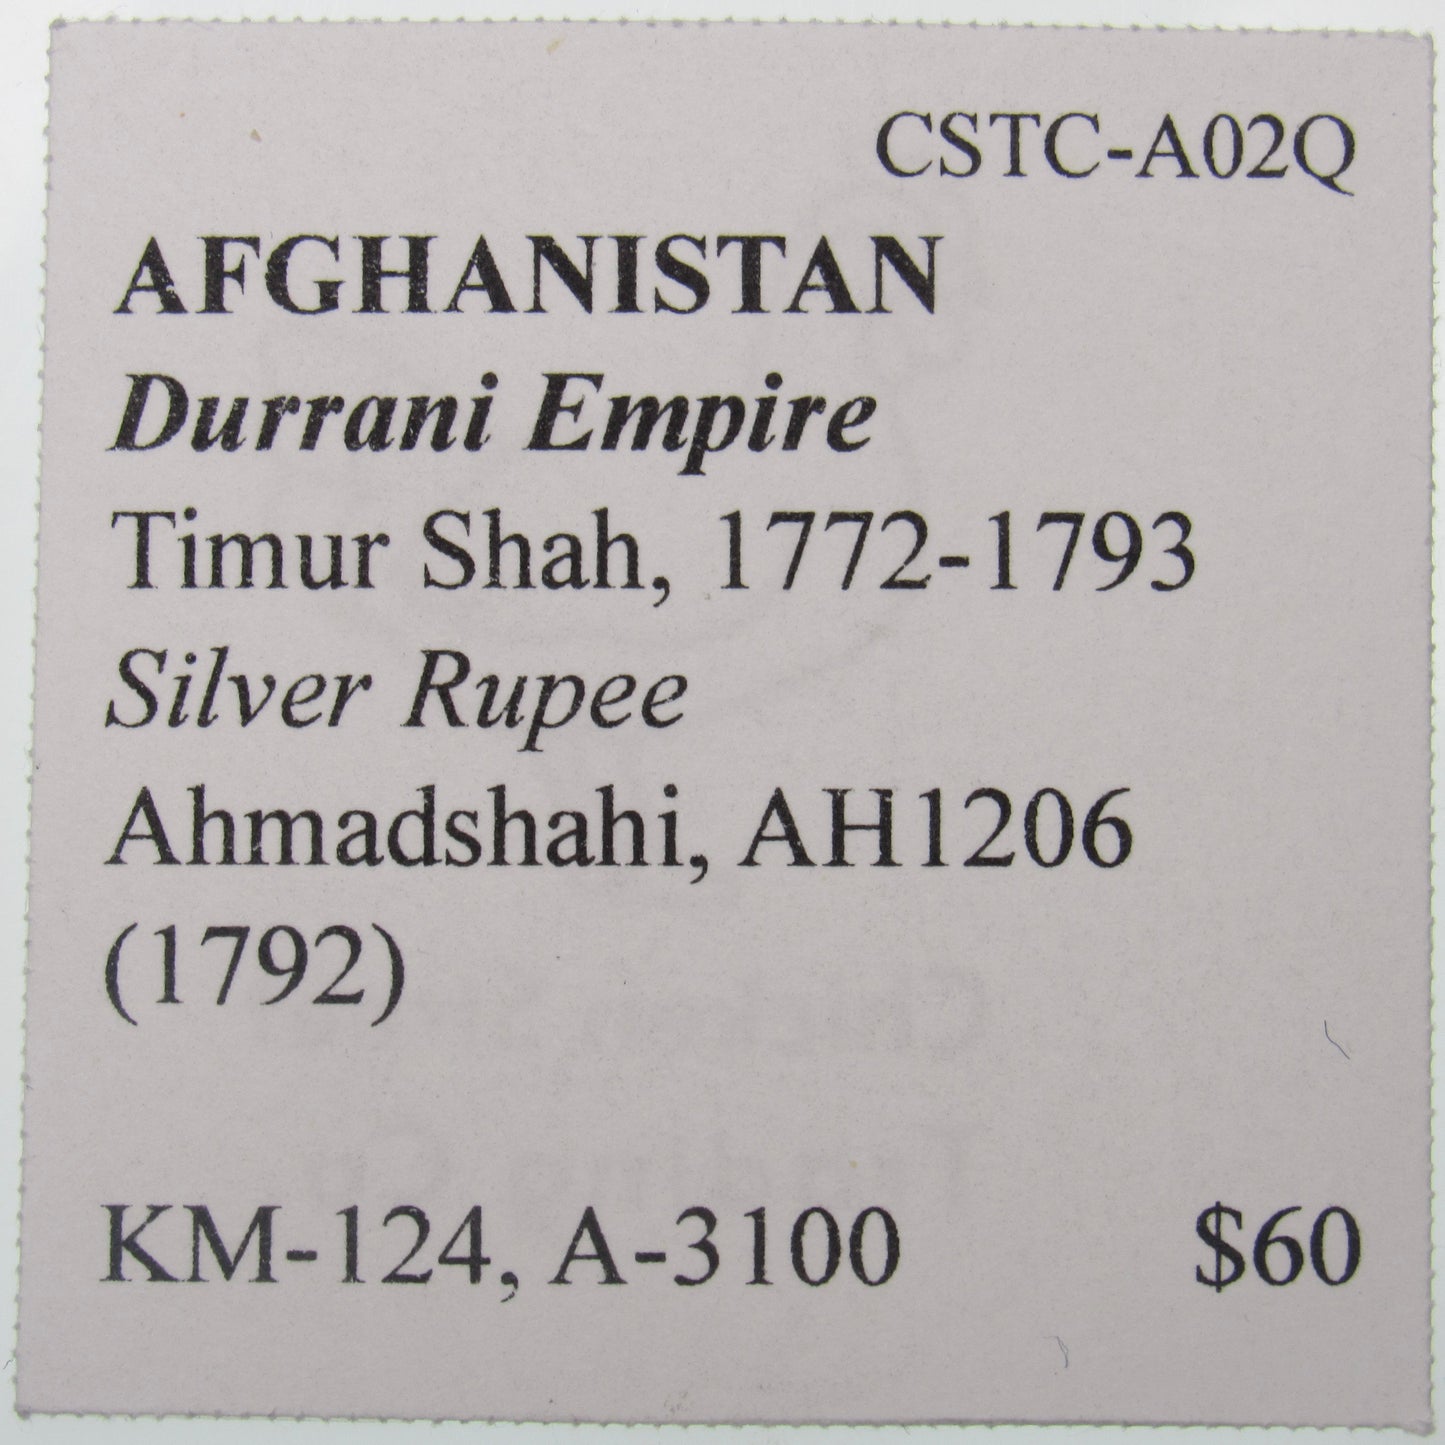 CSTC-A02Q
AFGHANISTAN
Durrani Empire
Timur Shah, 1772-1793
Silver Rupee
Ahmadshahi, AH1206
(1792)
KM-124, A-3100 $60